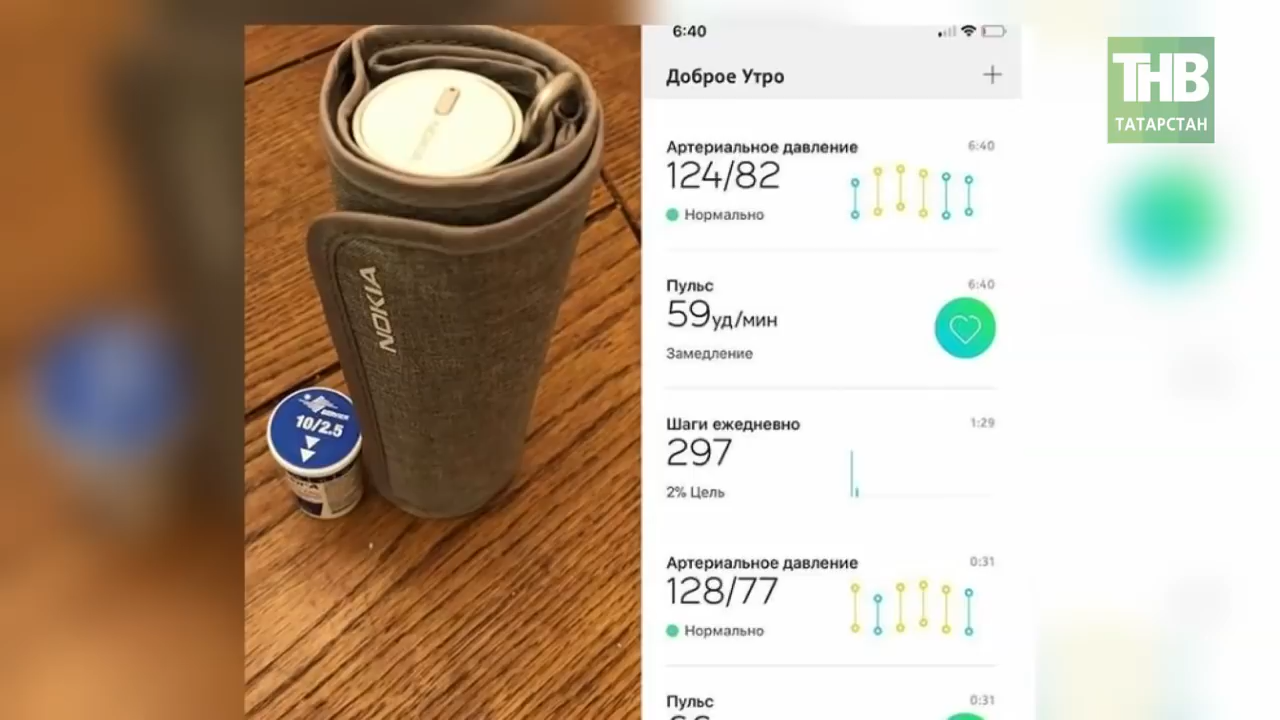 NOKIA
SERVIER
10/2.5
6:40
Доброе Утро
Артериальное давление
6:40
124/82
Нормально
Пульс
6:40
59уд/мин
Замедление
Шаги ежедневно
1:29
297
2% Цель
Артериальное давление
0:31
128/77
Нормально
Пульс
0:31
ТНВ
ТАТАРСТАН